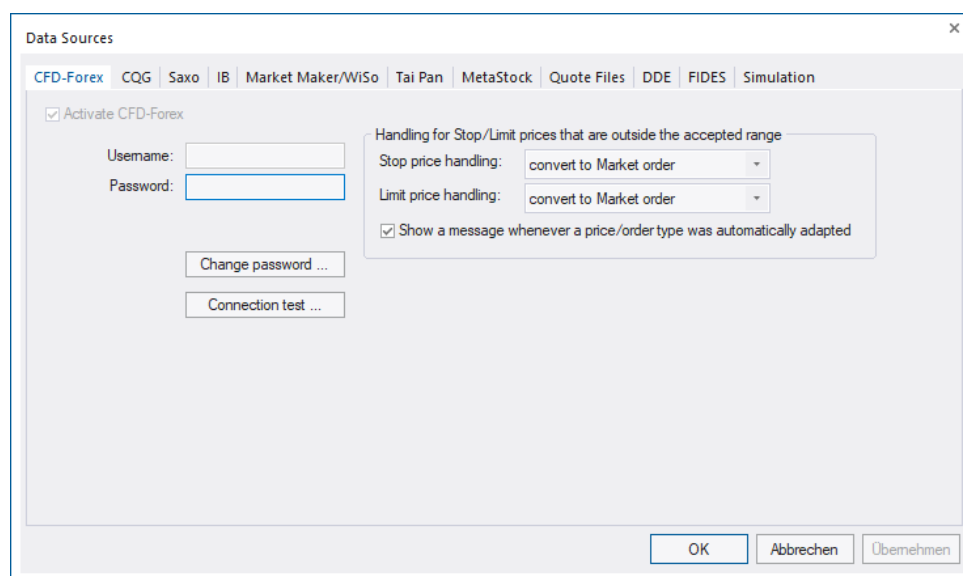 Data Sources
CFD-Forex CQG Saxo IB Market Maker/WiSo Tai Pan MetaStock Quote Files DDE FIDES Simulation
Activate CFD-Forex
Username:
Password:
Change password ...
Connection test ...
Handling for Stop/Limit prices that are outside the accepted range
Stop price handling: convert to Market order
Limit price handling: convert to Market order
Show a message whenever a price/order type was automatically adapted
OK Abbrechen Übernehmen